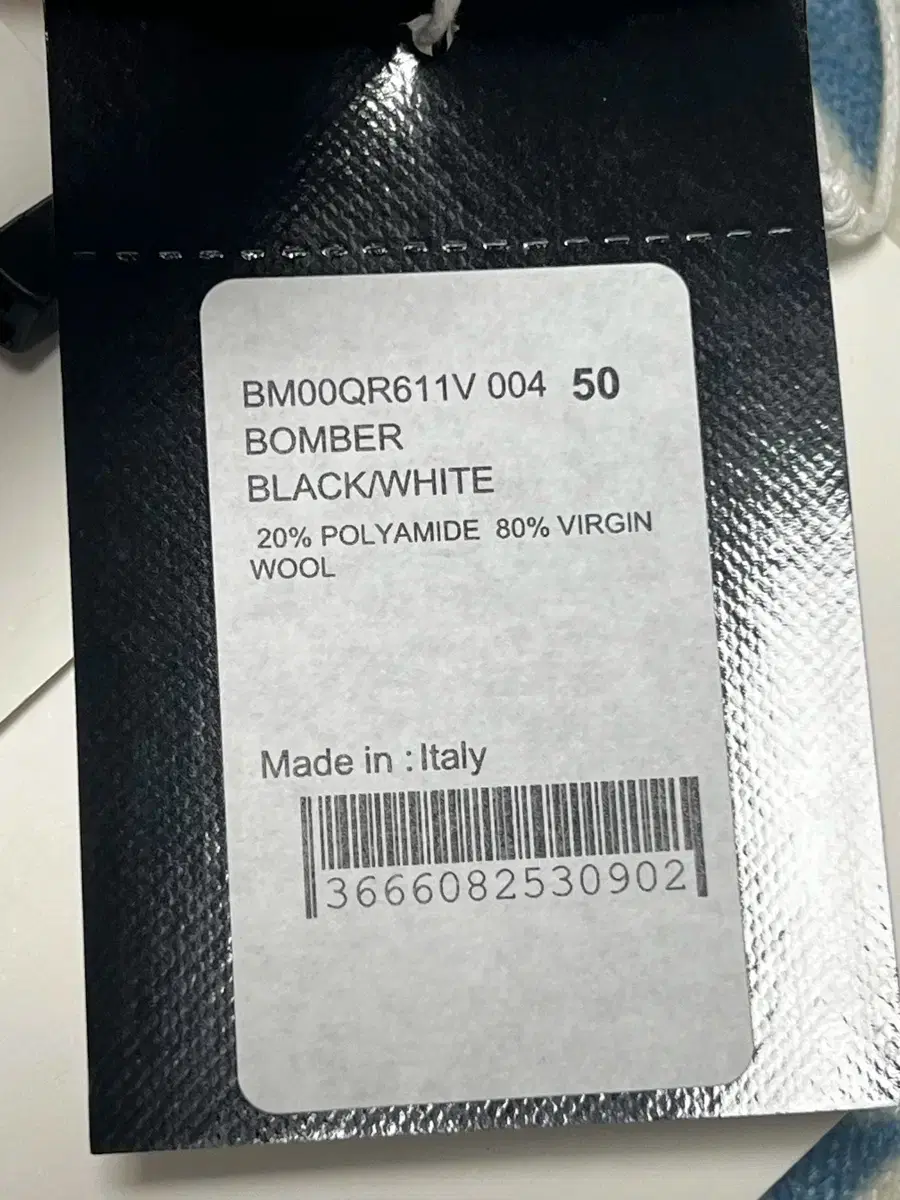 BM00QR611V 004 50
BOMBER
BLACK/WHITE
20% POLYAMIDE 80% VIRGIN
WOOL
Made in : Italy
3666082530902